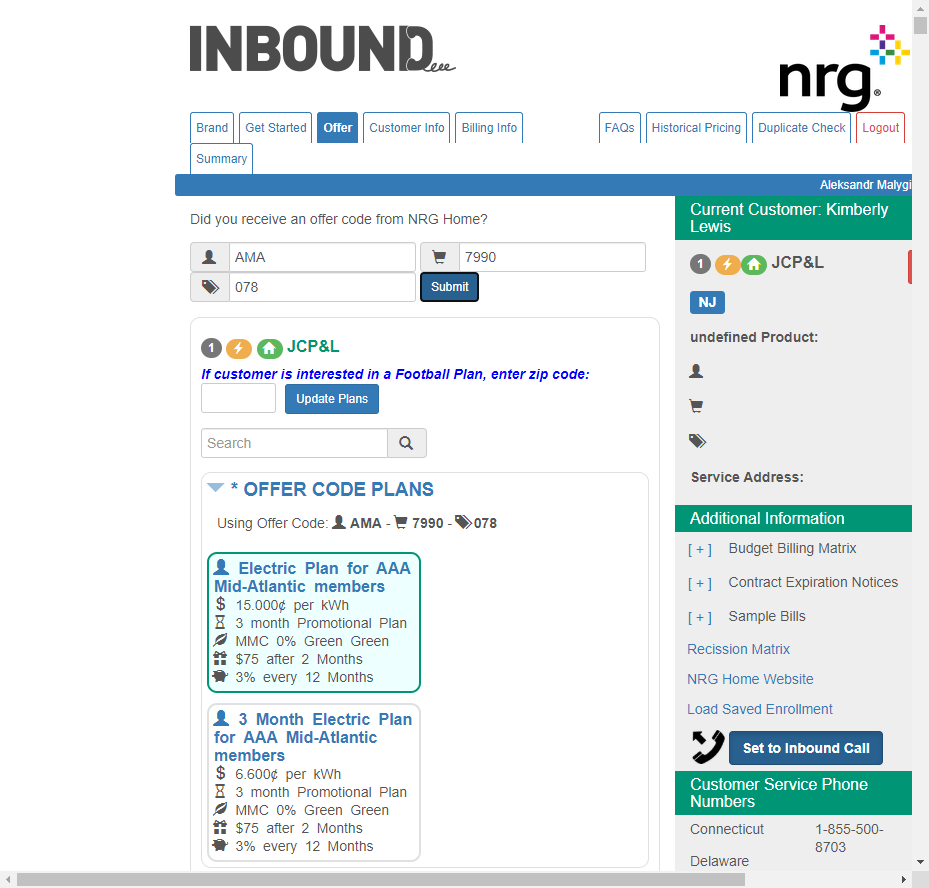 INBOUND
nrg®
Brand
Get Started
Offer
Customer Info
Billing Info
FAQs
Historical Pricing
Duplicate Check
Logout
Summary
Aleksandr Malygi
Did you receive an offer code from NRG Home?
AMA
7990
078
Submit
1 JCP&L
If customer is interested in a Football Plan, enter zip code:
Update Plans
Search
* OFFER CODE PLANS
Using Offer Code: AMA - 7990 - 078
Electric Plan for AAA
Mid-Atlantic members
$ 15.000¢ per kWh
3 month Promotional Plan
MMC 0% Green Green
$75 after 2 Months
3% every 12 Months
3 Month Electric Plan
for AAA Mid-Atlantic
members
$ 6.600¢ per kWh
3 month Promotional Plan
MMC 0% Green Green
$75 after 2 Months
3% every 12 Months
Current Customer: Kimberly
Lewis
1 JCP&L
NJ
undefined Product:
Service Address:
Additional Information
[ + ] Budget Billing Matrix
[ + ] Contract Expiration Notices
[ + ] Sample Bills
Recission Matrix
NRG Home Website
Load Saved Enrollment
Set to Inbound Call
Customer Service Phone
Numbers
Connecticut 1-855-500-
8703
Delaware